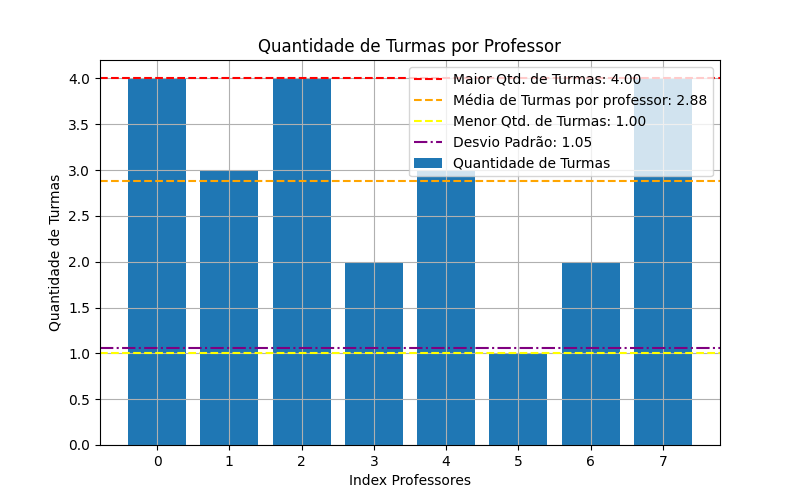 Quantidade de Turmas por Professor
Maior Qtd. de Turmas: 4.00
Média de Turmas por professor: 2.88
Menor Qtd. de Turmas: 1.00
Desvio Padrão: 1.05
Quantidade de Turmas
Quantidade de Turmas
4.0
3.5
3.0
2.5
2.0
1.5
1.0
0.5
0.0
0 1 2 3 4 5 6 7
Index Professores